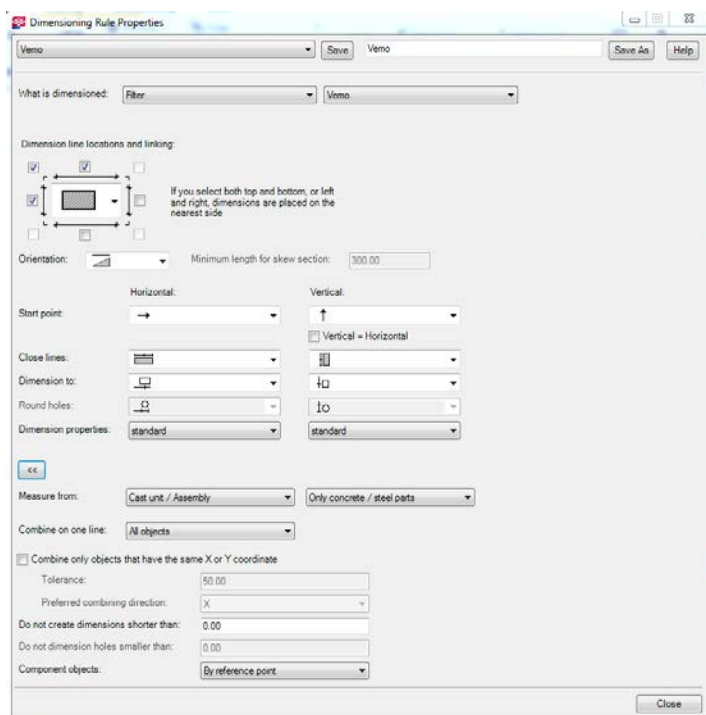 Dimensioning Rule Properties
Vemo Save Vemo Save As Help
What is dimensioned: Filter Vemo
Dimension line locations and linking:
If you select both top and bottom, or left
and right, dimensions are placed on the
nearest side
Orientation: Minimum length for skew section: 300.00
Horizontal: Vertical:
Start point:
Vertical = Horizontal
Close lines:
Dimension to:
Round holes:
Dimension properties: standard standard
<<
Measure from: Cast unit / Assembly Only concrete / steel parts
Combine on one line: All objects
Combine only objects that have the same X or Y coordinate
Tolerance: 50.00
Preferred combining direction: X
Do not create dimensions shorter than: 0.00
Do not dimension holes smaller than: 0.00
Component objects: By reference point
Close